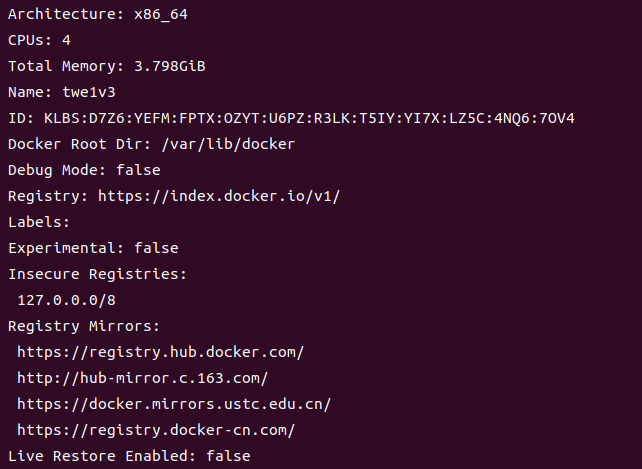 Architecture: x86_64
CPUs: 4
Total Memory: 3.798GiB
Name: twe1v3
ID: KLBS:D7Z6:YEFM:FPTX:OZYT:U6PZ:R3LK:T5IY:YI7X:LZ5C:4NQ6:7OV4
Docker Root Dir: /var/lib/docker
Debug Mode: false
Registry: https://index.docker.io/v1/
Labels:
Experimental: false
Insecure Registries:
 127.0.0.0/8
Registry Mirrors:
 https://registry.hub.docker.com/
 http://hub-mirror.c.163.com/
 https://docker.mirrors.ustc.edu.cn/
 https://registry.docker-cn.com/
Live Restore Enabled: false